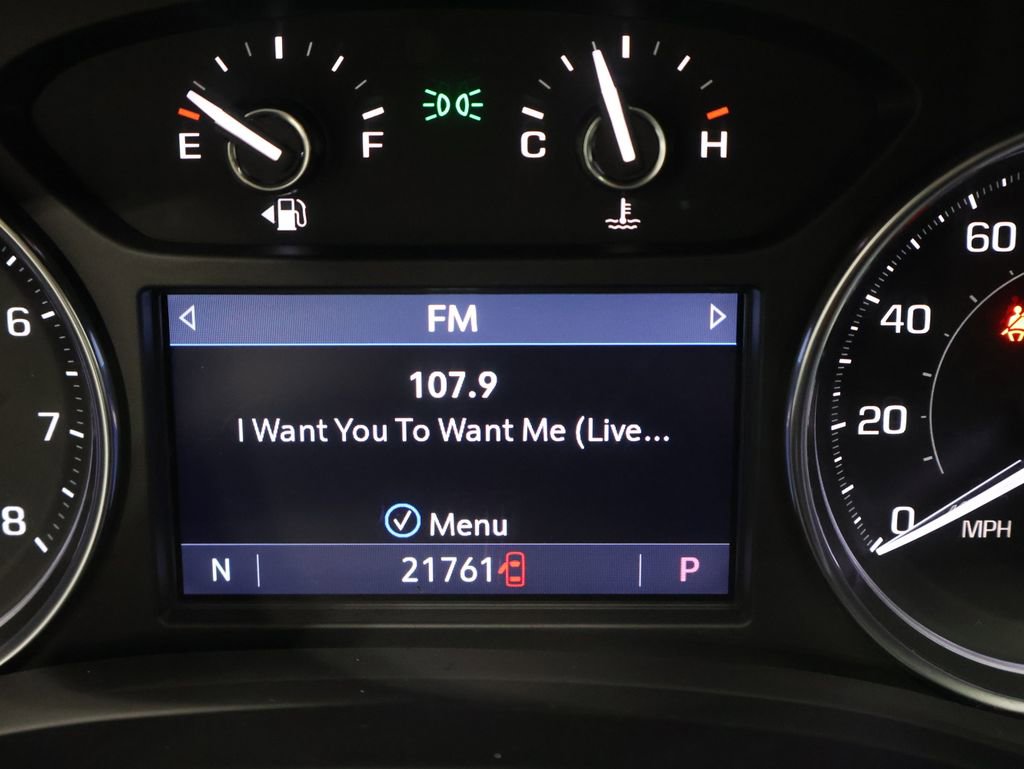 E
F
C
H
60
40
20
0
MPH
6
7
8
FM
107.9
I Want You To Want Me (Live...
Menu
N
21761
P